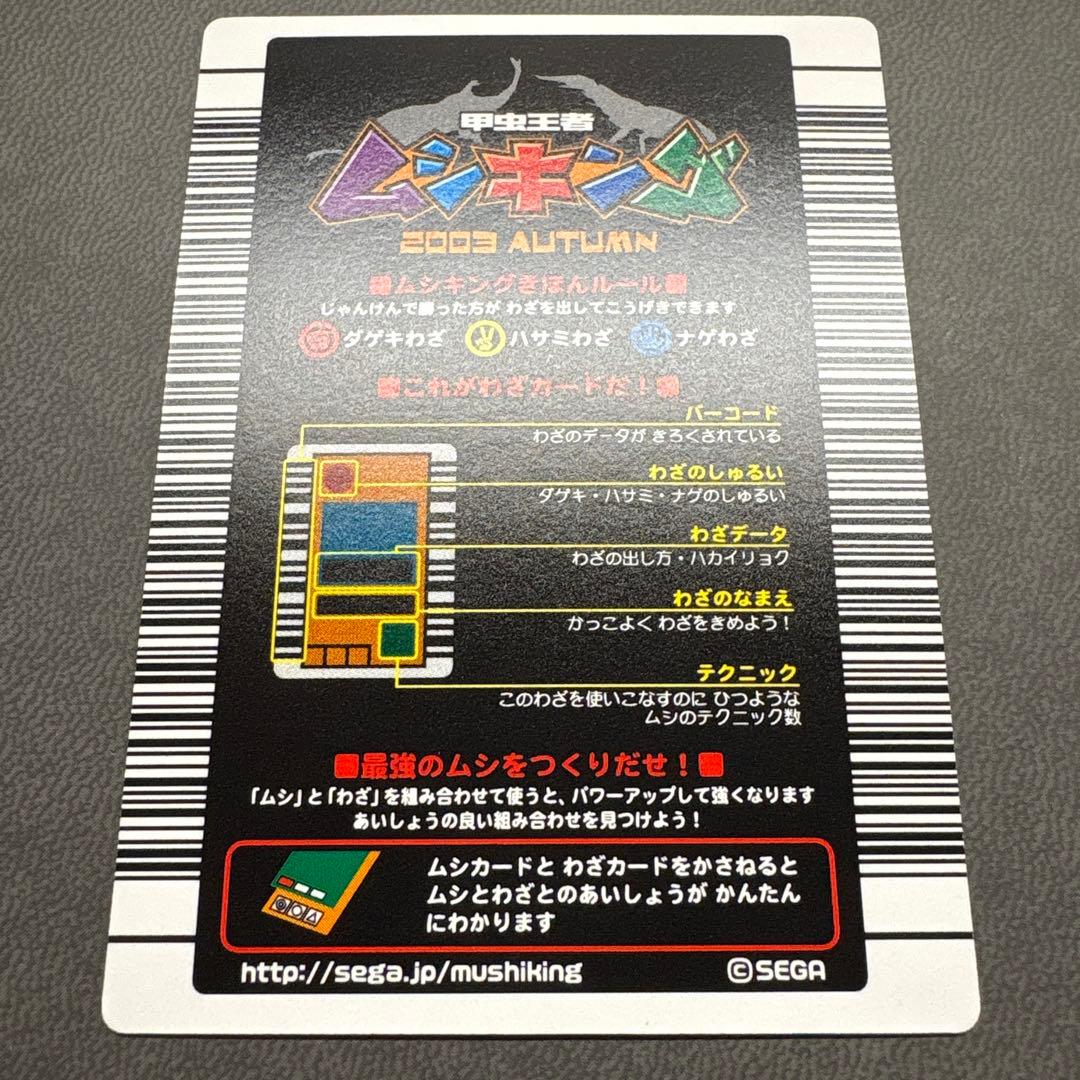 甲虫王者
ムシキング
2003 AUTUMN
ムシキングきほんルール
じゃんけんで勝った方が わざを出してこうげきできます
ダゲキわざ ハサミわざ ナゲわざ
これがわざカードだ!
バーコード
わざのデータが きろくされている
わざのしゅるい
ダゲキ・ハサミ・ナゲのしゅるい
わざデータ
わざの出し方・ハカイリョク
わざのなまえ
かっこよく わざをきめよう!
テクニック
このわざを使いこなすのに ひつような
ムシのテクニック数
最強のムシをつくりだせ!
「ムシ」と「わざ」を組み合わせて使うと、パワーアップして強くなります
あいしょうの良い組み合わせを見つけよう!
ムシカードと わざカードをかさねると
ムシとわざとのあいしょうが かんたん
にわかります
http://sega.jp/mushiking
©SEGA